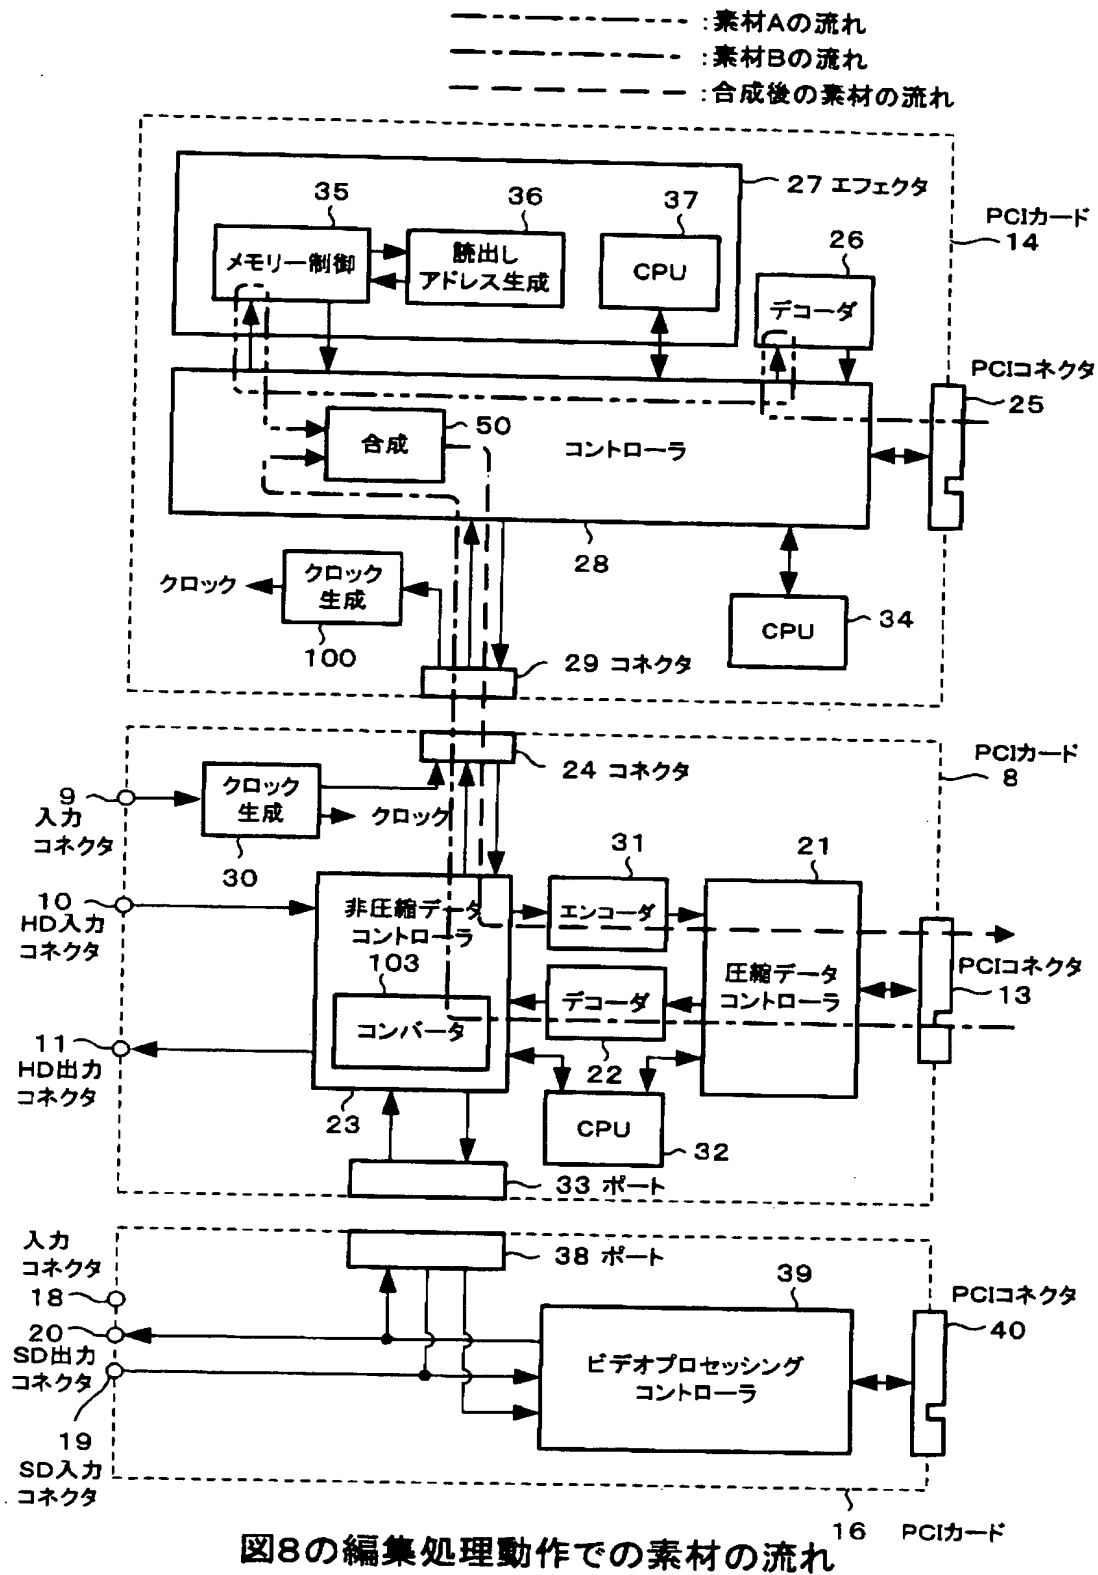 :素材Aの流れ
:素材Bの流れ
:合成後の素材の流れ
27 エフェクタ
PCIカード
14
35
36
37
26
メモリー制御
読出し
アドレス生成
CPU
デコーダ
PCIコネクタ
25
50
合成
コントローラ
28
クロック
クロック
生成
100
CPU
34
29 コネクタ
24 コネクタ
PCIカード
8
9
入力
コネクタ
クロック
生成
30
クロック
31
21
10
HD入力
コネクタ
非圧縮データ
コントローラ
エンコーダ
103
コンバータ
デコーダ
22
圧縮データ
コントローラ
PCIコネクタ
13
11
HD出力
コネクタ
23
CPU
32
33 ポート
入力
コネクタ
18
38 ポート
39
PCIコネクタ
40
20
SD出力
コネクタ
ビデオプロセッシング
コントローラ
19
SD入力
コネクタ
16
PCIカード
図8の編集処理動作での素材の流れ